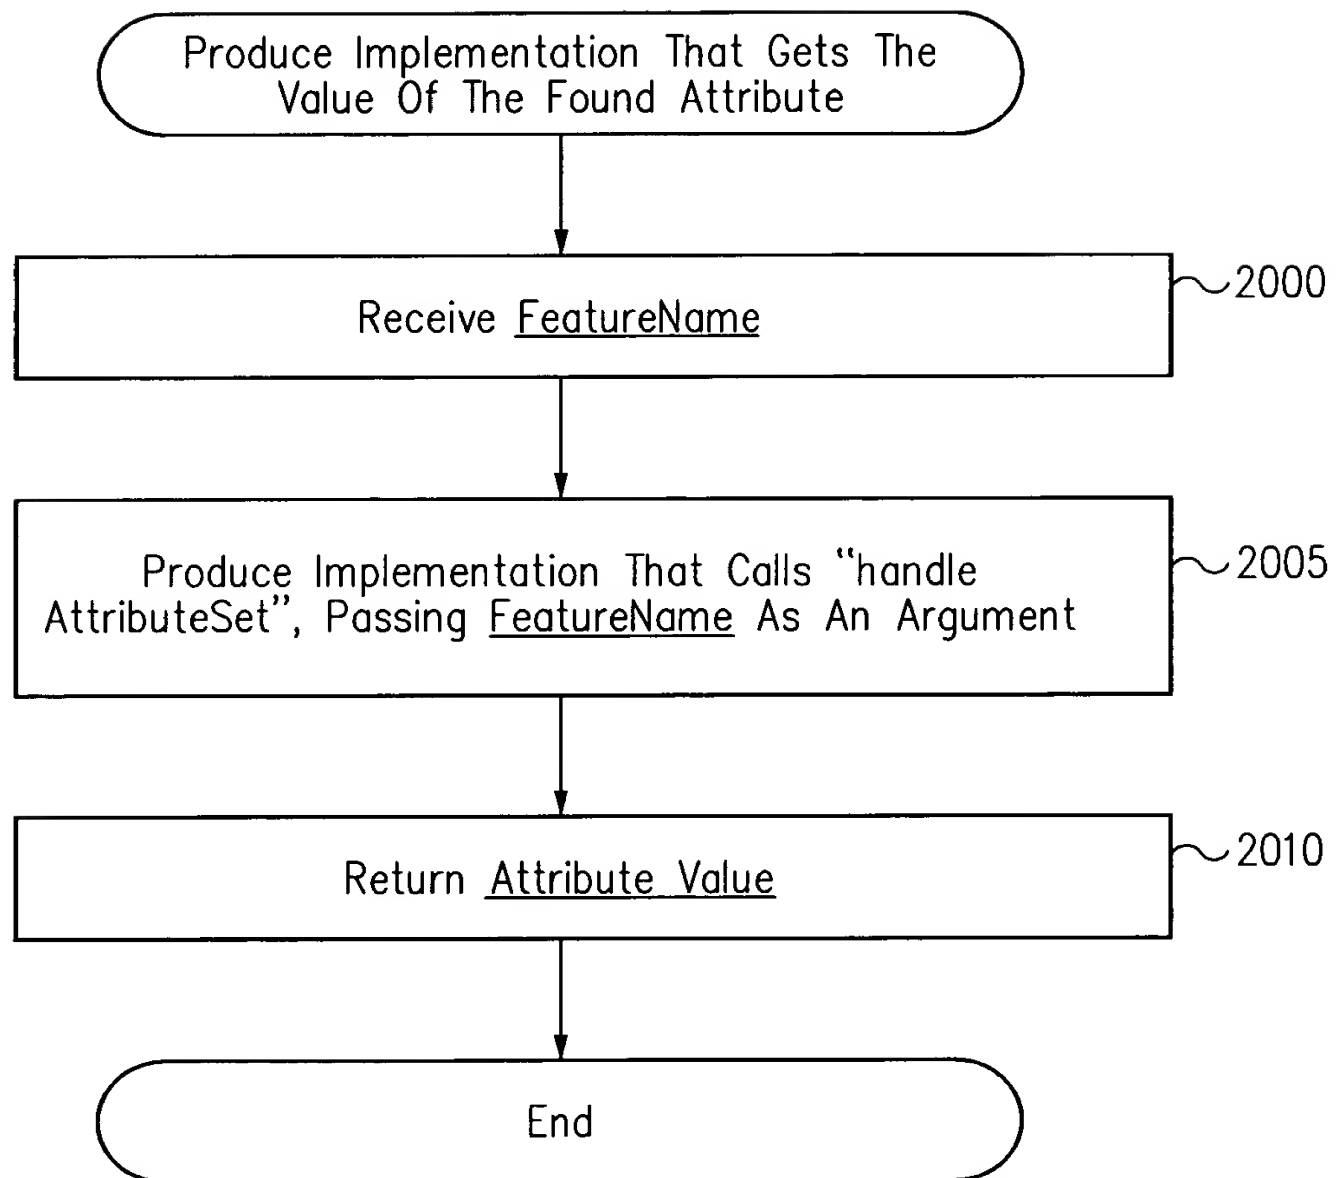 Produce Implementation That Gets The
Value Of The Found Attribute
Receive FeatureName
2000
Produce Implementation That Calls “handle
AttributeSet”, Passing FeatureName As An Argument
2005
Return Attribute Value
2010
End